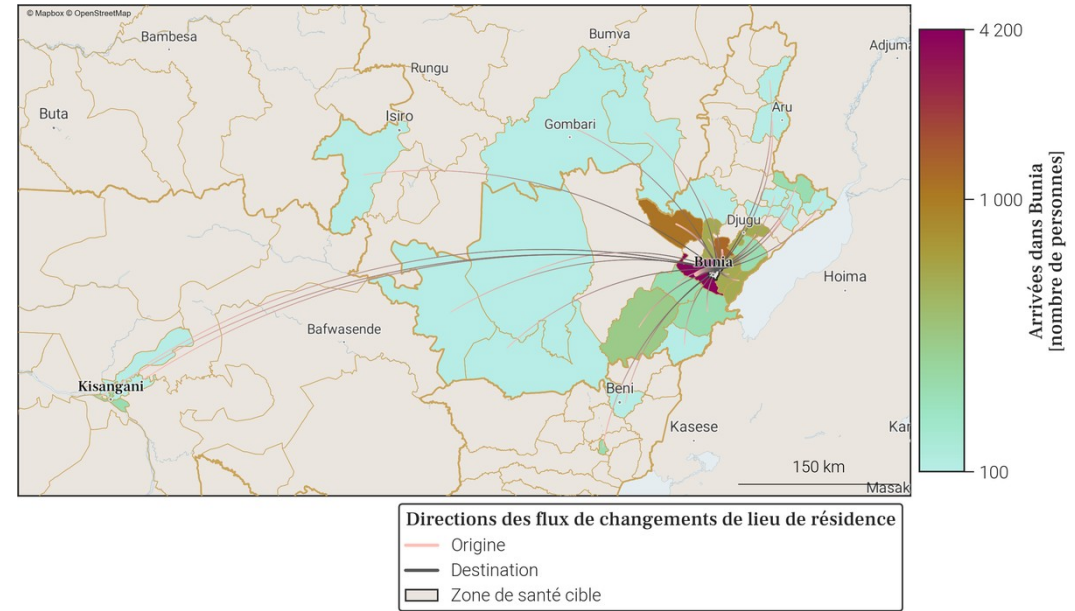 © Mapbox © OpenStreetMap
Bambesa
Bumva
Adjuma
Rungu
Buta
Isiro
Aru
Gombari
Djugu
Bunia
Hoima
Bafwasende
Kisangani
Beni
Kasese
Kar
150 km
Masak
4 200
1 000
100
Arrivées dans Bunia
[nombre de personnes]
Directions des flux de changements de lieu de résidence
Origine
Destination
Zone de santé cible